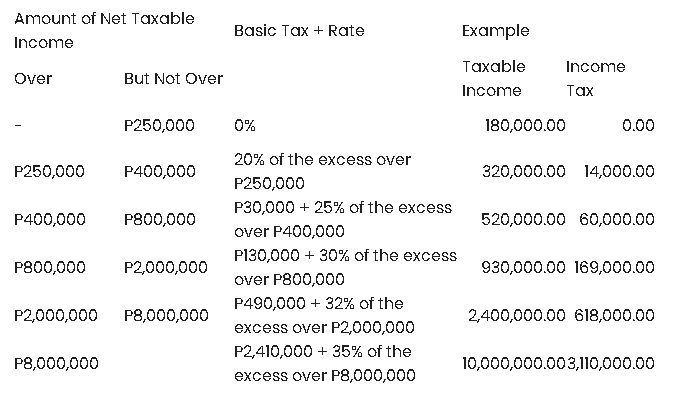 Amount of Net Taxable Income Basic Tax + Rate Example
Over But Not Over Taxable Income Income Tax
- P250,000 0% 180,000.00 0.00
P250,000 P400,000 20% of the excess over P250,000 320,000.00 14,000.00
P400,000 P800,000 P30,000 + 25% of the excess over P400,000 520,000.00 60,000.00
P800,000 P2,000,000 P130,000 + 30% of the excess over P800,000 930,000.00 169,000.00
P2,000,000 P8,000,000 P490,000 + 32% of the excess over P2,000,000 2,400,000.00 618,000.00
P8,000,000 P2,410,000 + 35% of the excess over P8,000,000 10,000,000.00 3,110,000.00